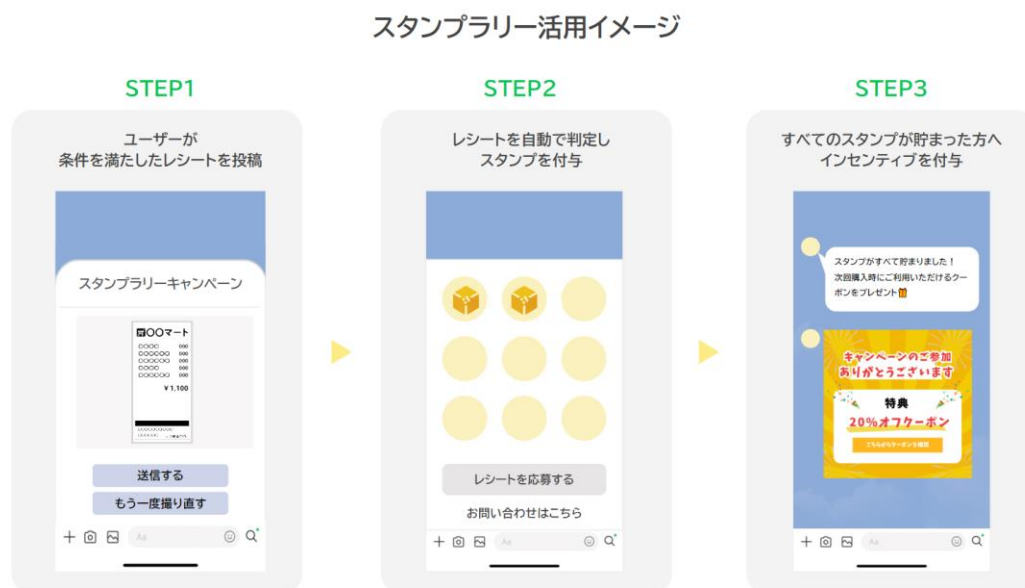 スタンプラリー活用イメージ
STEP1
ユーザーが
条件を満たしたレシートを投稿
スタンプラリーキャンペーン
〇〇マート
¥1,100
送信する
もう一度撮り直す
Aa
STEP2
レシートを自動で判定し
スタンプを付与
レシートを応募する
お問い合わせはこちら
Aa
STEP3
すべてのスタンプが貯まった方へ
インセンティブを付与
スタンプがすべて貯まりました！
次回購入時にご利用いただけるクー
ポンをプレゼント
キャンペーンのご参加
ありがとうございます
特典
20%オフクーポン
Aa